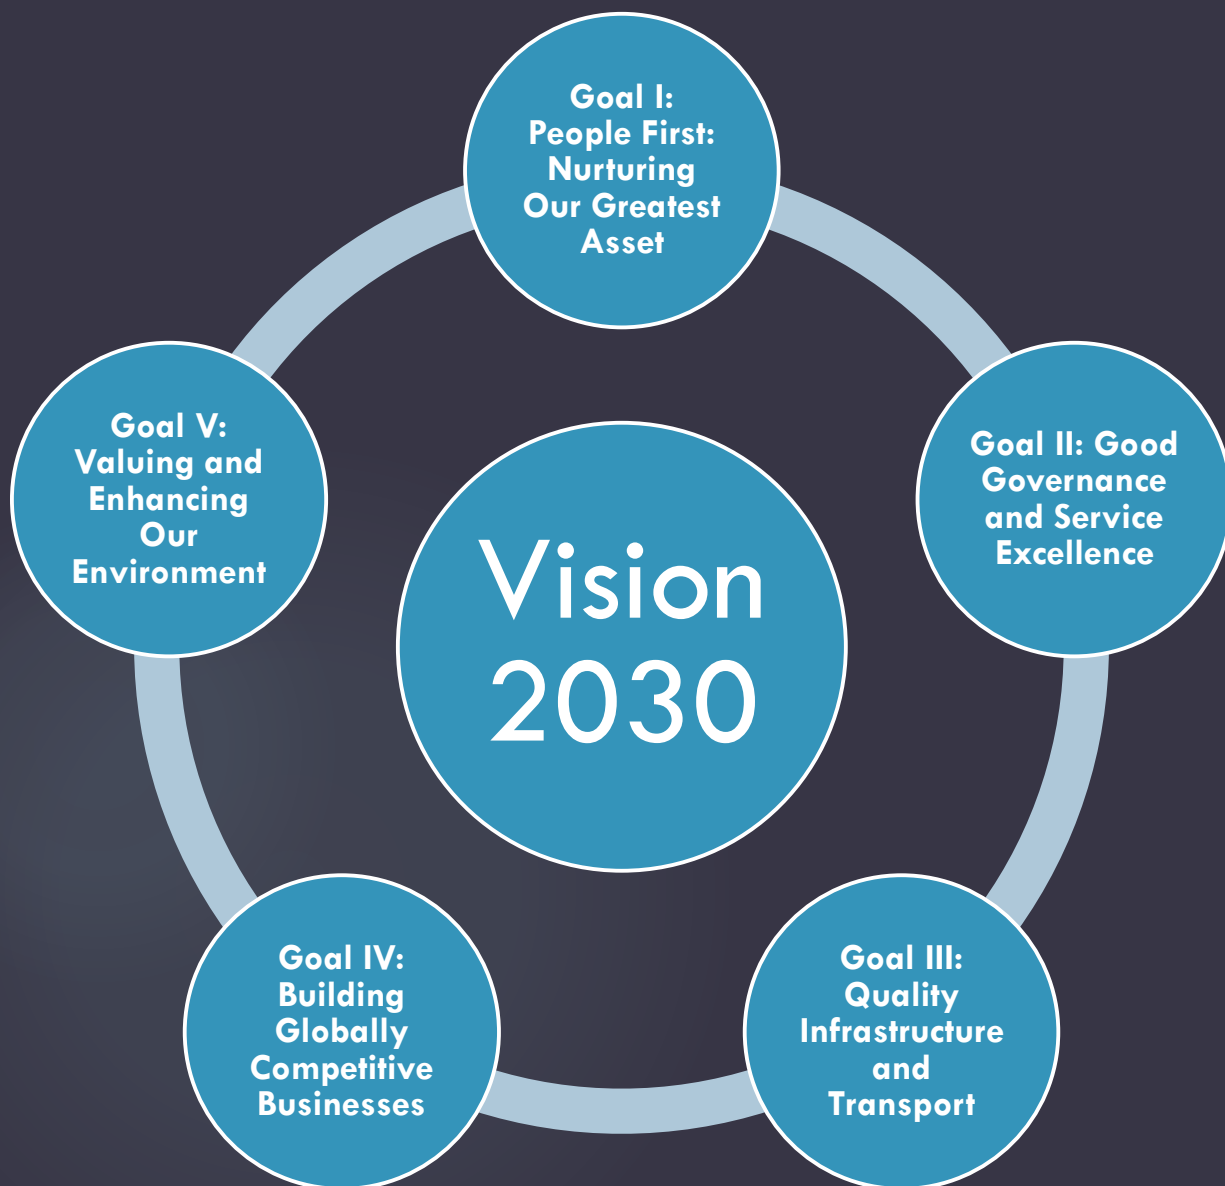 Goal I:
People First:
Nurturing
Our Greatest
Asset
Goal II: Good
Governance
and Service
Excellence
Goal III:
Quality
Infrastructure
and
Transport
Goal IV:
Building
Globally
Competitive
Businesses
Goal V:
Valuing and
Enhancing
Our
Environment
Vision
2030